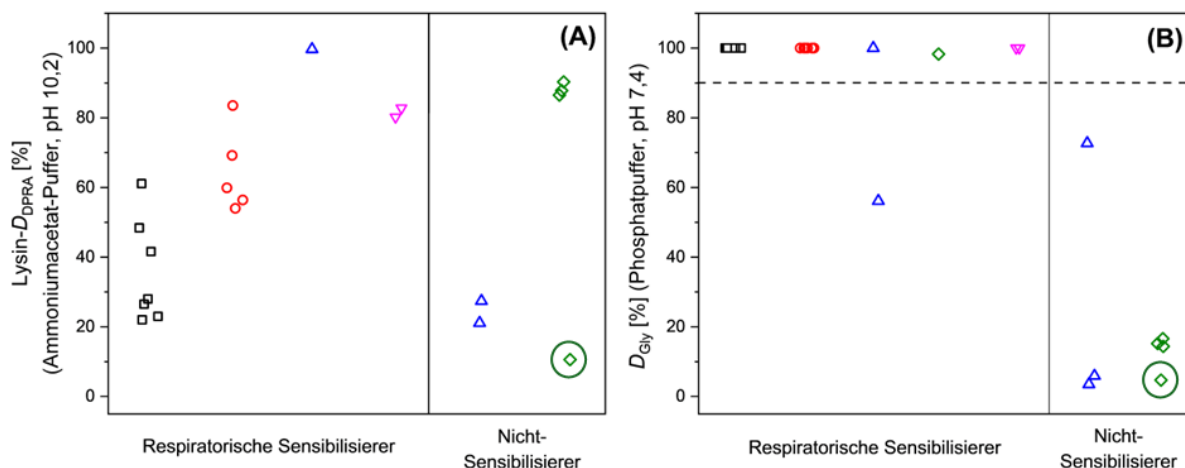 (A)
Lysin-D_DPRA [%]
(Ammoniumacetat-Puffer, pH 10,2)
100
80
60
40
20
0
Respiratorische Sensibilisierer
Nicht-
Sensibilisierer
(B)
D_Gly [%] (Phosphatpuffer, pH 7,4)
100
80
60
40
20
0
Respiratorische Sensibilisierer
Nicht-
Sensibilisierer